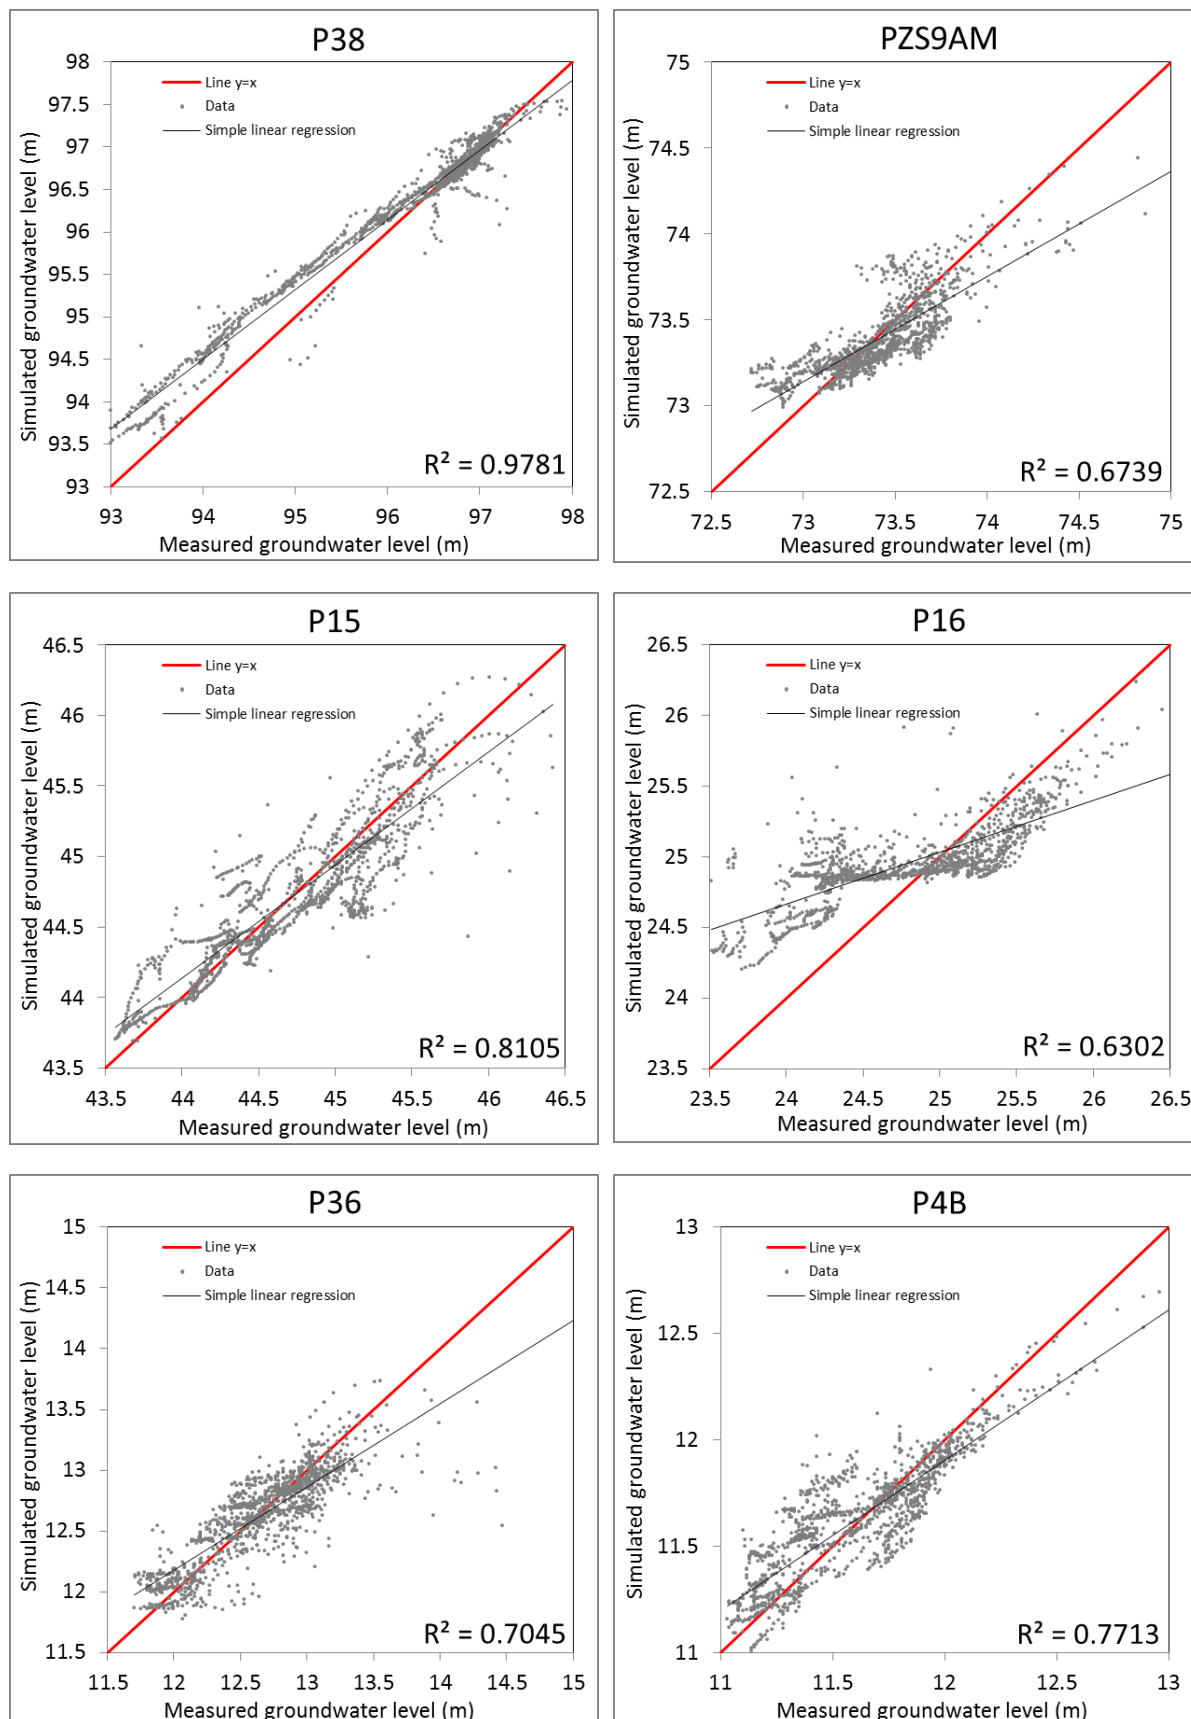 P38
98
97.5
97
96.5
96
95.5
95
94.5
94
93.5
93
93 94 95 96 97 98
Simulated groundwater level (m)
Measured groundwater level (m)
Line y=x
Data
Simple linear regression
R² = 0.9781
PZS9AM
75
74.5
74
73.5
73
72.5
72.5 73 73.5 74 74.5 75
Simulated groundwater level (m)
Measured groundwater level (m)
Line y=x
Data
Simple linear regression
R² = 0.6739
P15
46.5
46
45.5
45
44.5
44
43.5
43.5 44 44.5 45 45.5 46 46.5
Simulated groundwater level (m)
Measured groundwater level (m)
Line y=x
Data
Simple linear regression
R² = 0.8105
P16
26.5
26
25.5
25
24.5
24
23.5
23.5 24 24.5 25 25.5 26 26.5
Simulated groundwater level (m)
Measured groundwater level (m)
Line y=x
Data
Simple linear regression
R² = 0.6302
P36
15
14.5
14
13.5
13
12.5
12
11.5
11.5 12 12.5 13 13.5 14 14.5 15
Simulated groundwater level (m)
Measured groundwater level (m)
Line y=x
Data
Simple linear regression
R² = 0.7045
P4B
13
12.5
12
11.5
11
11 11.5 12 12.5 13
Simulated groundwater level (m)
Measured groundwater level (m)
Line y=x
Data
Simple linear regression
R² = 0.7713